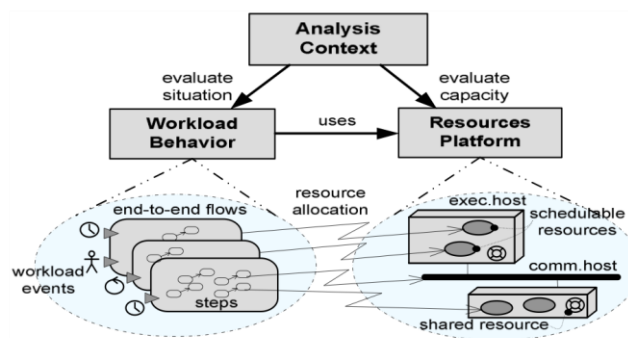 Analysis
Context
evaluate
situation
evaluate
capacity
Workload
Behavior
uses
Resources
Platform
resource
allocation
end-to-end flows
exec.host
schedulable
resources
workload
events
comm.host
steps
shared resource